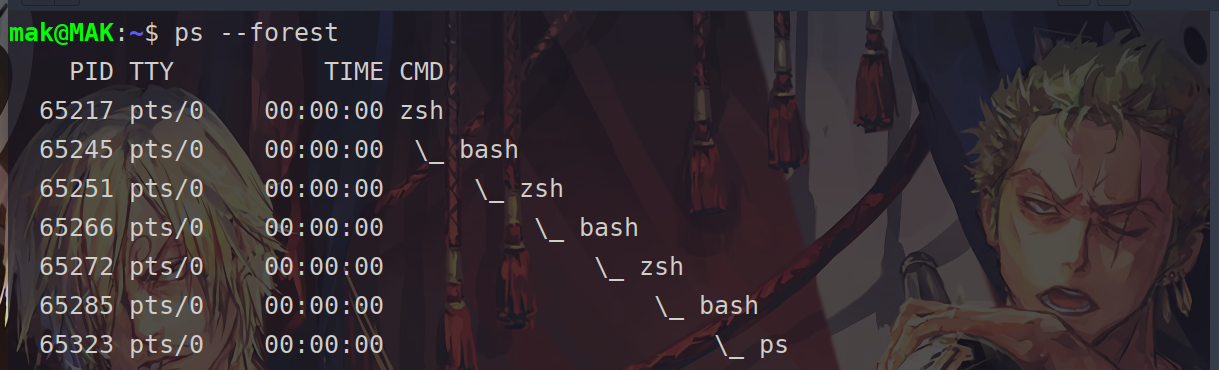 mak@MAK:~$ ps --forest
    PID TTY          TIME CMD
  65217 pts/0    00:00:00 zsh
  65245 pts/0    00:00:00  \_ bash
  65251 pts/0    00:00:00      \_ zsh
  65266 pts/0    00:00:00          \_ bash
  65272 pts/0    00:00:00              \_ zsh
  65285 pts/0    00:00:00                  \_ bash
  65323 pts/0    00:00:00                      \_ ps